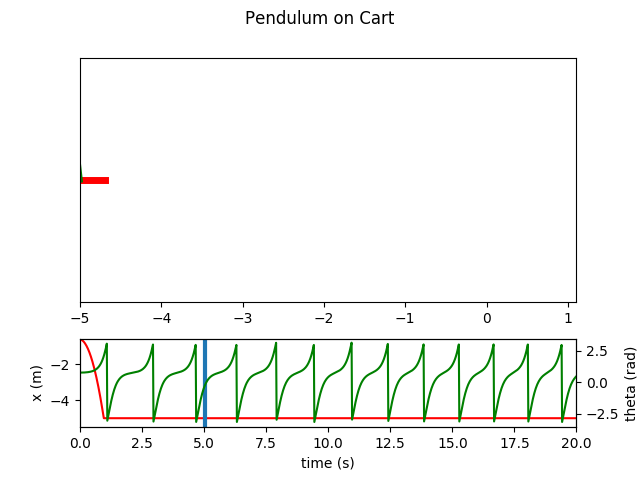 Pendulum on Cart
−5 −4 −3 −2 −1 0 1
x (m)
−2
−4
2.5
0.0
−2.5
theta (rad)
0.0 2.5 5.0 7.5 10.0 12.5 15.0 17.5 20.0
time (s)